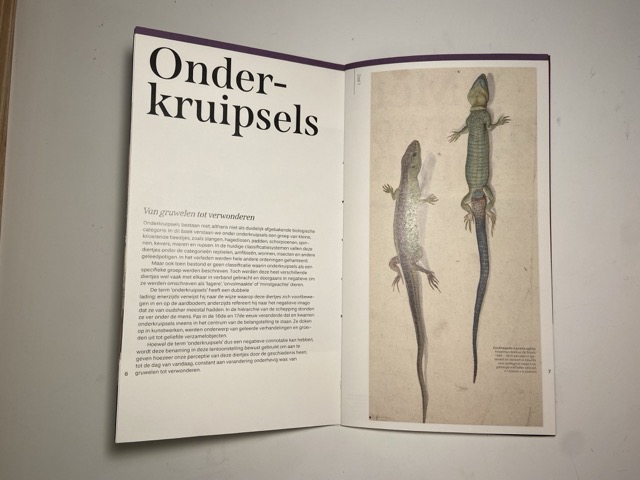 Onder-
kruipsels
Van gruwelen tot verwonderen
Onderkruipsels bestaan niet, althans niet als duidelijk afgebakende biologische
categorie. In dit boek verstaan we onder onderkruipsels een groep van kleine,
krioelende beestjes, zoals slangen, hagedissen, padden, schorpioenen, spin-
nen, kevers, mieren en rupsen. In de huidige classificatiesystemen vallen deze
diertjes onder de categorieën reptielen, amfibieën, wormen, insecten en andere
geleedpotigen. In het verleden werden hele andere ordeningen gehanteerd.
Maar ook toen bestond er geen classificatie waarin onderkruipsels als een
specifieke groep werden beschreven. Toch werden deze heel verschillende
diertjes wel vaak met elkaar in verband gebracht en doorgaans in negatieve zin
ze werden omschreven als 'lagere', 'onvolmaakte' of 'minstgeachte' dieren.
De term 'onderkruipsels' heeft een dubbele
lading: enerzijds verwijst hij naar de wijze waarop deze diertjes zich voortbewe-
gen in en op de aardbodem; anderzijds refereert hij naar het negatieve imago
dat ze van oudsher meestal hadden. In de hiërarchie van de schepping stonden
ze ver onder de mens. Pas in de 16de en 17de eeuw veranderde dat en kwamen
onderkruipsels ineens in het centrum van de belangstelling te staan. Ze doken
op in kunstwerken, werden onderwerp van geleerde verhandelingen en groei-
den uit tot geliefde verzamelobjecten.
Hoewel de term 'onderkruipsels' dus een negatieve connotatie kan hebben,
wordt deze benaming in deze tentoonstelling bewust gebruikt om aan te
geven hoezeer onze perceptie van deze diertjes door de geschiedenis heen,
tot de dag van vandaag, constant aan verandering onderhevig was: van
gruwelen tot verwonderen.
6
7